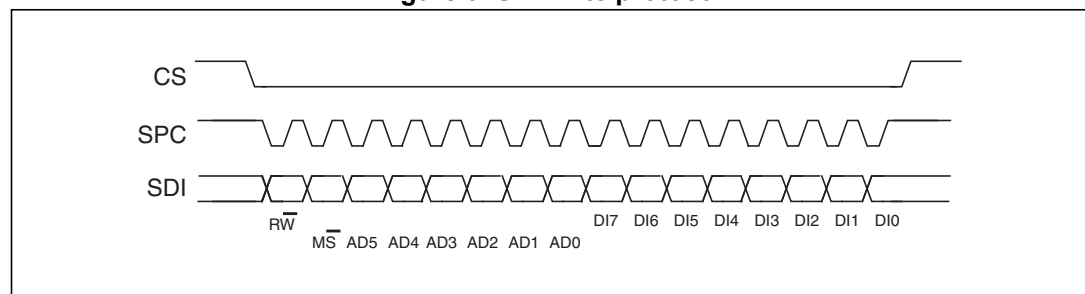 CS
SPC
SDI
RW
DI7 DI6 DI5 DI4 DI3 DI2 DI1 DI0
MS AD5 AD4 AD3 AD2 AD1 AD0